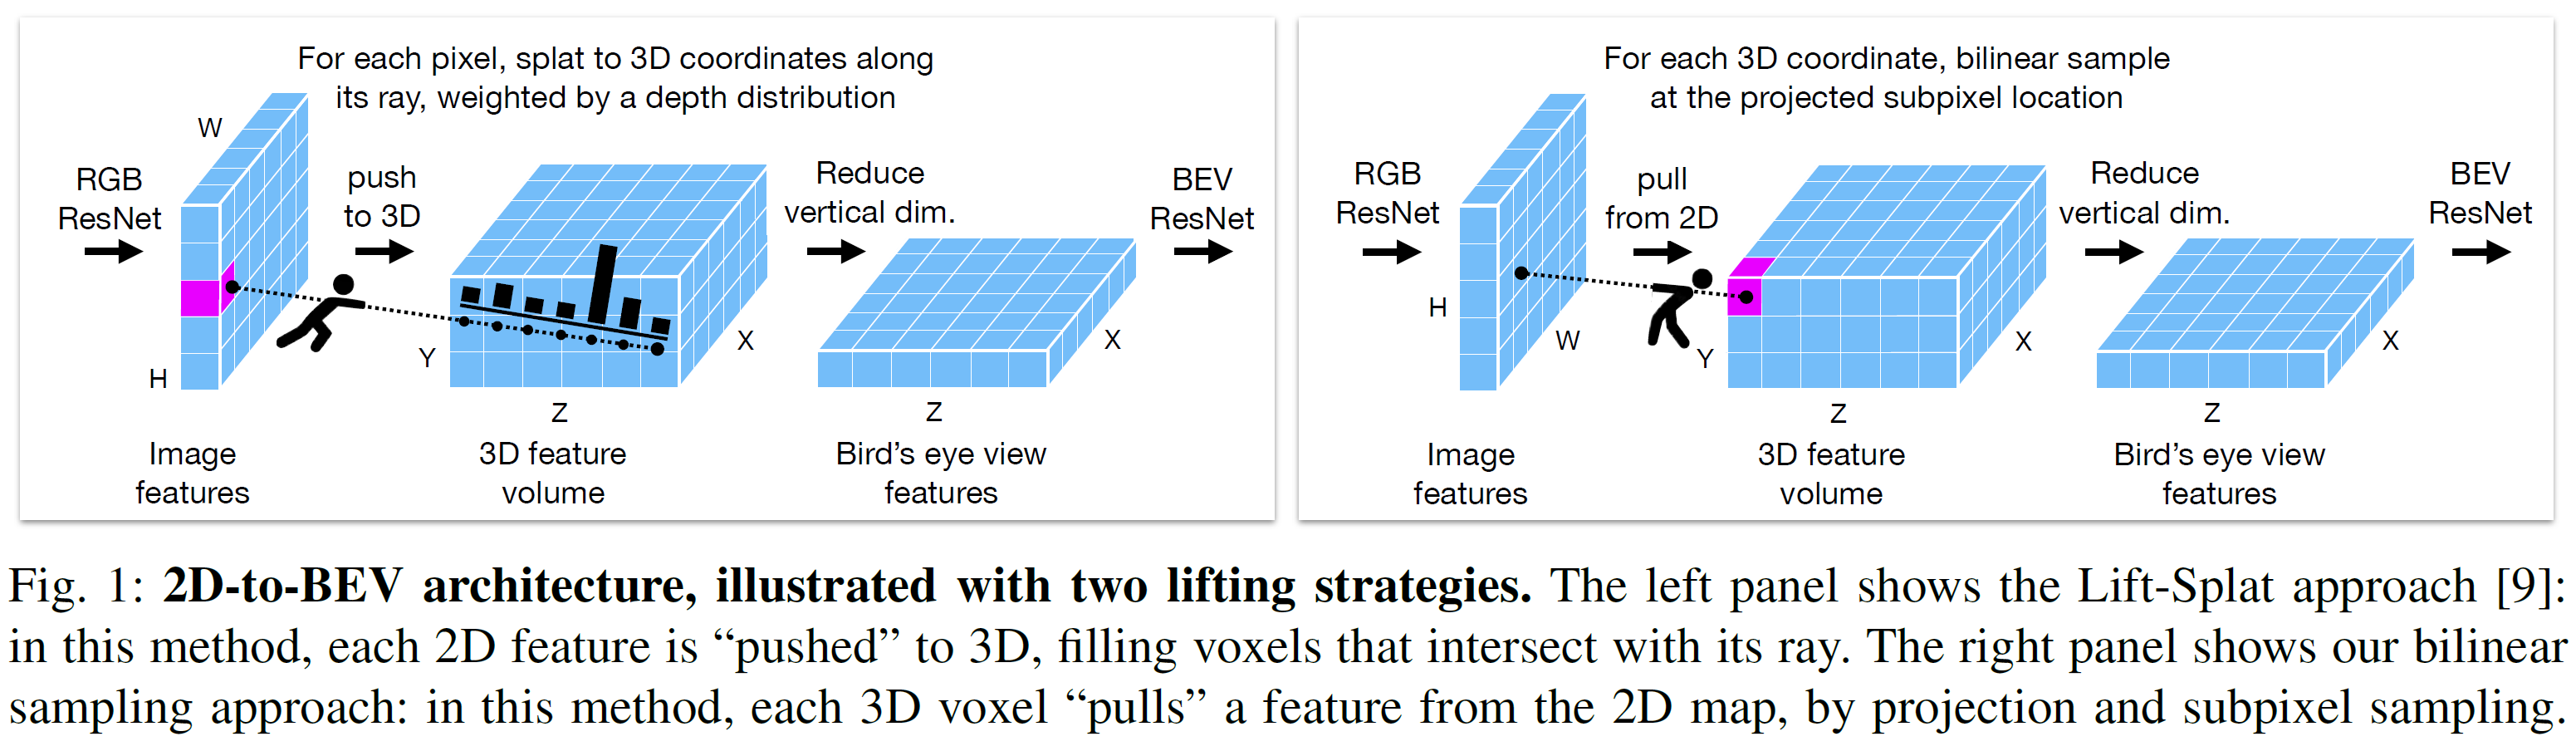 For each pixel, splat to 3D coordinates along
its ray, weighted by a depth distribution
W
RGB
ResNet
push
to 3D
Reduce
vertical dim.
BEV
ResNet
H
Y
X
X
Z
Z
Image
features
3D feature
volume
Bird’s eye view
features
For each 3D coordinate, bilinear sample
at the projected subpixel location
RGB
ResNet
pull
from 2D
Reduce
vertical dim.
BEV
ResNet
H
W
Y
X
X
Z
Z
Image
features
3D feature
volume
Bird’s eye view
features
Fig. 1: 2D-to-BEV architecture, illustrated with two lifting strategies. The left panel shows the Lift-Splat approach [9]:
in this method, each 2D feature is “pushed” to 3D, filling voxels that intersect with its ray. The right panel shows our bilinear
sampling approach: in this method, each 3D voxel “pulls” a feature from the 2D map, by projection and subpixel sampling.